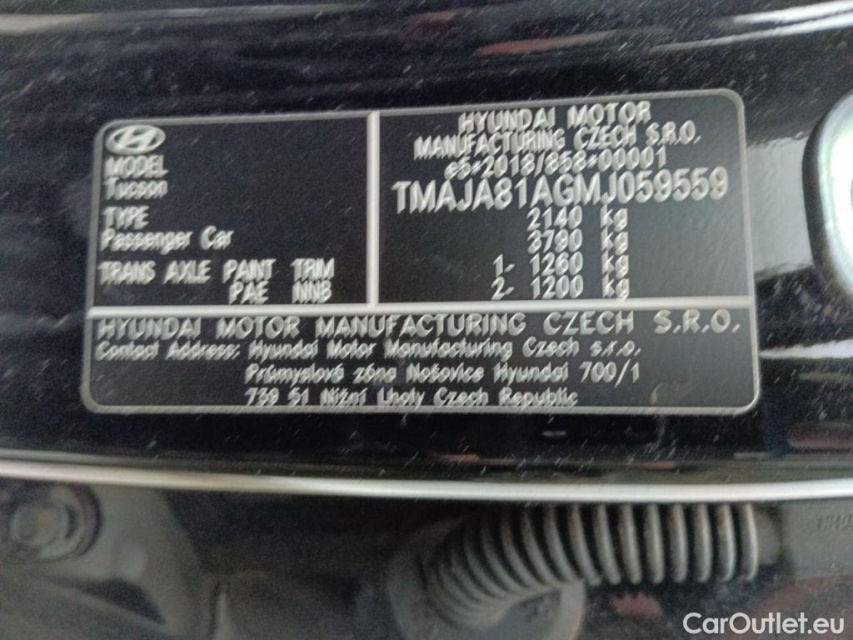 MODEL
Tucson
TYPE
Passenger Car
TRANS AXLE PAINT TRIM
PAE NNB
HYUNDAI MOTOR
MANUFACTURING CZECH S.R.O.
e5*2018/858*00001
TMAJA81AGMJ059559
2140 kg
3790 kg
1- 1260 kg
2- 1200 kg
HYUNDAI MOTOR MANUFACTURING CZECH S.R.O.
Contact Address: Hyundai Motor Manufacturing Czech s.r.o.
Průmyslová zóna Nošovice Hyundai 700/1
739 51 Nižní Lhoty Czech Republic
CarOutlet.eu